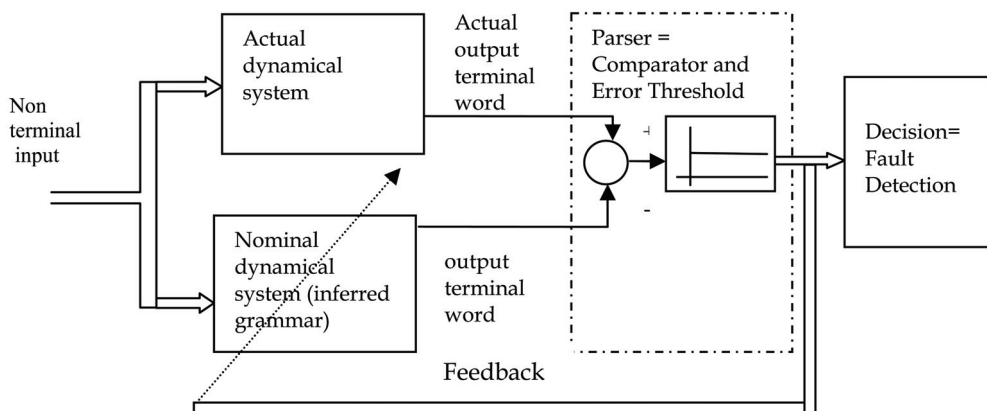 Actual
dynamical
system
Actual
output
terminal
word
Parser =
Comparator and
Error Threshold
Non
terminal
input
+
-
Decision=
Fault
Detection
Nominal
dynamical
system (inferred
grammar)
output
terminal
word
Feedback